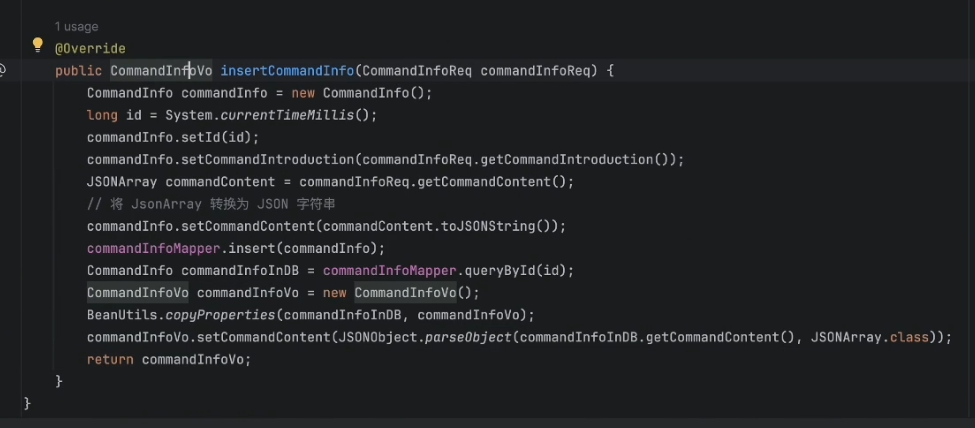 1 usage
@Override
public CommandInfoVo insertCommandInfo(CommandInfoReq commandInfoReq) {
CommandInfo commandInfo = new CommandInfo();
long id = System.currentTimeMillis();
commandInfo.setId(id);
commandInfo.setCommandIntroduction(commandInfoReq.getCommandIntroduction());
JSONArray commandContent = commandInfoReq.getCommandContent();
// 将 JsonArray 转换为 JSON 字符串
commandInfo.setCommandContent(commandContent.toJSONString());
commandInfoMapper.insert(commandInfo);
CommandInfo commandInfoInDB = commandInfoMapper.queryById(id);
CommandInfoVo commandInfoVo = new CommandInfoVo();
BeanUtils.copyProperties(commandInfoInDB, commandInfoVo);
commandInfoVo.setCommandContent(JSONObject.parseObject(commandInfoInDB.getCommandContent(), JSONArray.class));
return commandInfoVo;
}
}